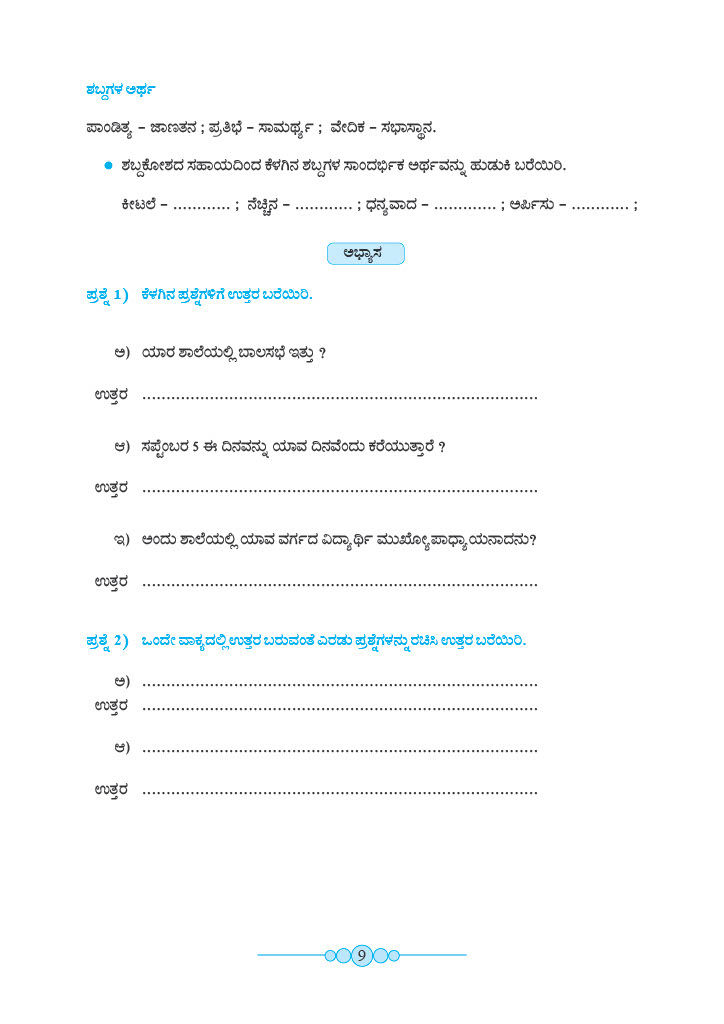 ಶಬ್ದಗಳ ಅರ್ಥ
ಪಾಂಡಿತ್ಯ – ಜಾಣತನ ; ಪ್ರತಿಭೆ – ಸಾಮರ್ಥ್ಯ ; ವೇದಿಕ – ಸಭಾಸ್ಥಾನ.
● ಶಬ್ದಕೋಶದ ಸಹಾಯದಿಂದ ಕೆಳಗಿನ ಶಬ್ದಗಳ ಸಾಂದರ್ಭಿಕ ಅರ್ಥವನ್ನು ಹುಡುಕಿ ಬರೆಯಿರಿ.
ಕೀಟಲೆ – ............ ; ನೆಚ್ಚಿನ – ............ ; ಧನ್ಯವಾದ – ............. ; ಅರ್ಪಿಸು – ............ ;
ಅಭ್ಯಾಸ
ಪ್ರಶ್ನೆ 1) ಕೆಳಗಿನ ಪ್ರಶ್ನೆಗಳಿಗೆ ಉತ್ತರ ಬರೆಯಿರಿ.
ಅ) ಯಾರ ಶಾಲೆಯಲ್ಲಿ ಬಾಲಸಭೆ ಇತ್ತು ?
ಉತ್ತರ ..................................................................................
ಆ) ಸಪ್ಟೆಂಬರ 5 ಈ ದಿನವನ್ನು ಯಾವ ದಿನವೆಂದು ಕರೆಯುತ್ತಾರೆ ?
ಉತ್ತರ ..................................................................................
ಇ) ಅಂದು ಶಾಲೆಯಲ್ಲಿ ಯಾವ ವರ್ಗದ ವಿದ್ಯಾರ್ಥಿ ಮುಖ್ಯೋಪಾಧ್ಯಾಯನಾದನು?
ಉತ್ತರ ..................................................................................
ಪ್ರಶ್ನೆ 2) ಒಂದೇ ವಾಕ್ಯದಲ್ಲಿ ಉತ್ತರ ಬರುವಂತೆ ಎರಡು ಪ್ರಶ್ನೆಗಳನ್ನು ರಚಿಸಿ ಉತ್ತರ ಬರೆಯಿರಿ.
ಅ) ..................................................................................
ಉತ್ತರ ..................................................................................
ಆ) ..................................................................................
ಉತ್ತರ ..................................................................................
9